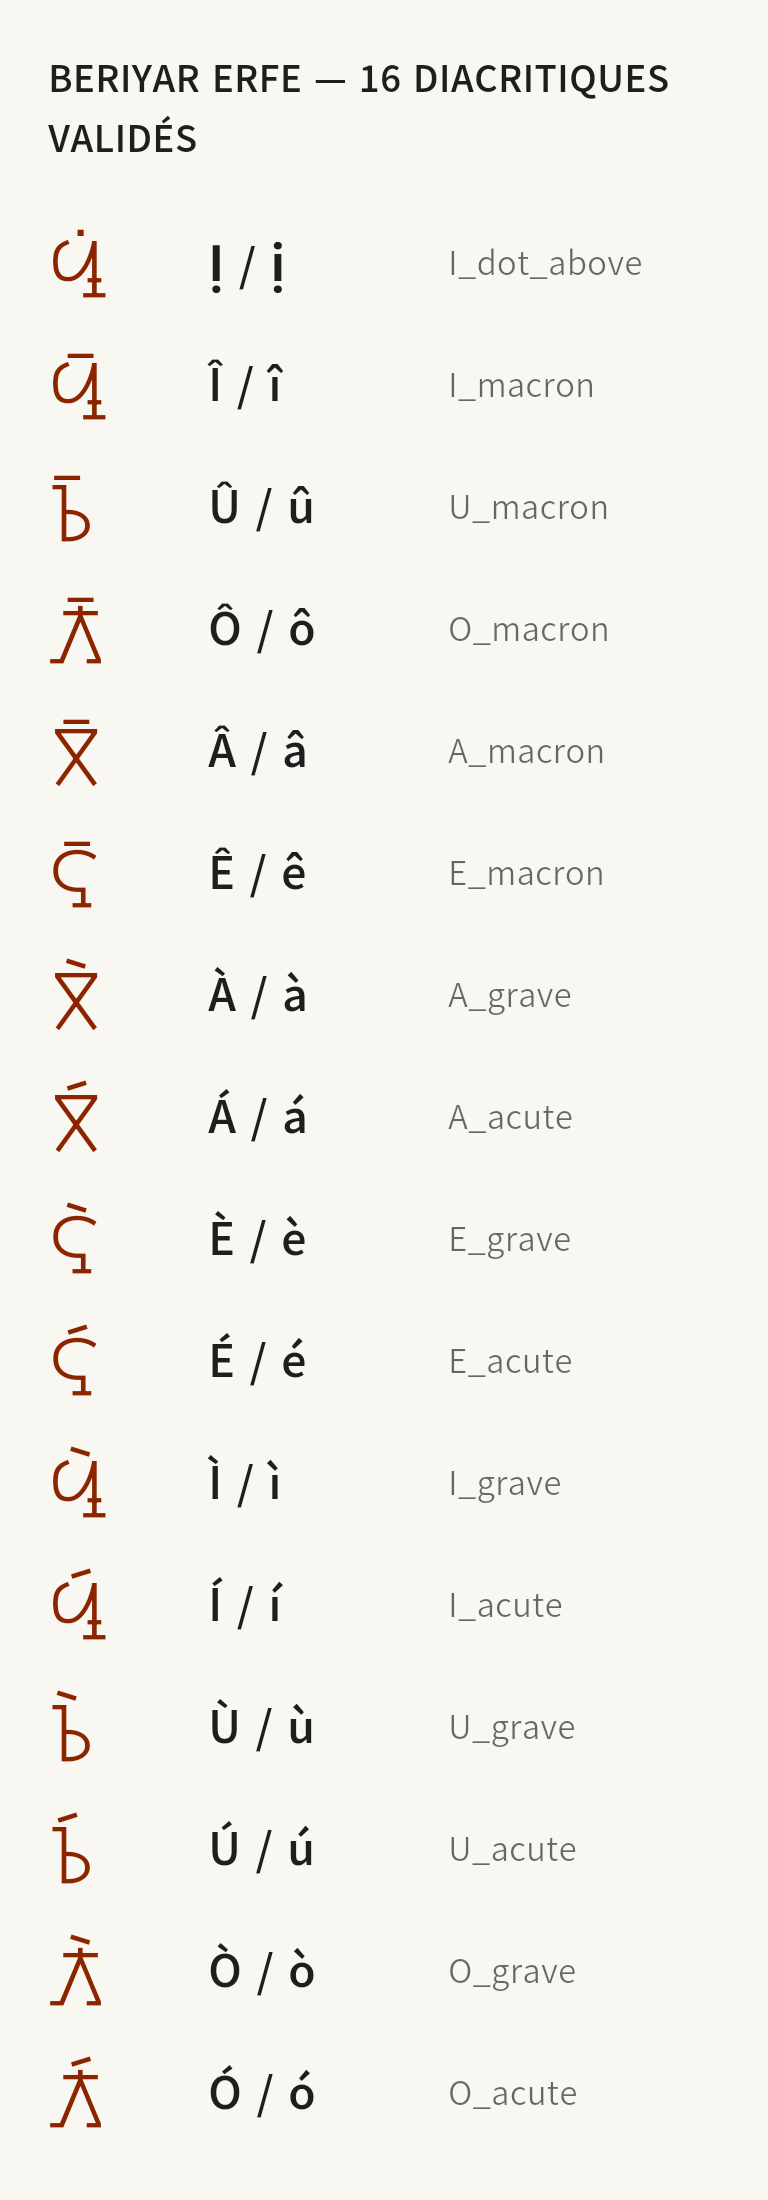 BERIYAR ERFE — 16 DIACRITIQUES
VALIDÉS
Ị / ị I_dot_above
Î / î I_macron
Û / û U_macron
Ô / ô O_macron
Â / â A_macron
Ê / ê E_macron
À / à A_grave
Á / á A_acute
È / è E_grave
É / é E_acute
Ì / ì I_grave
Í / í I_acute
Ù / ù U_grave
Ú / ú U_acute
Ò / ò O_grave
Ó / ó O_acute